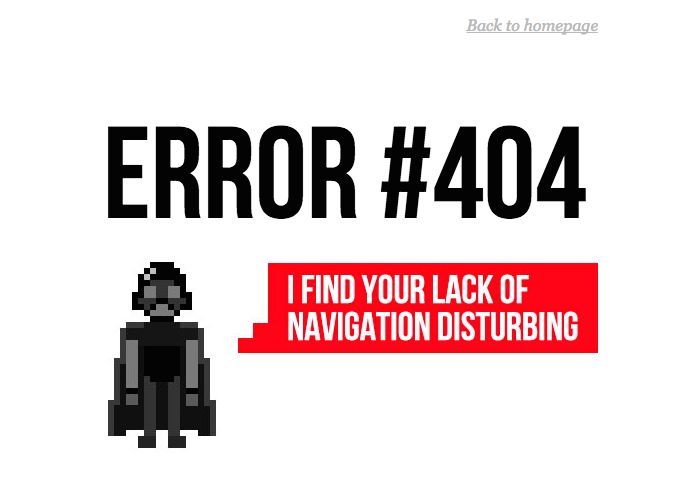 Back to homepage
ERROR #404
I FIND YOUR LACK OF
NAVIGATION DISTURBING